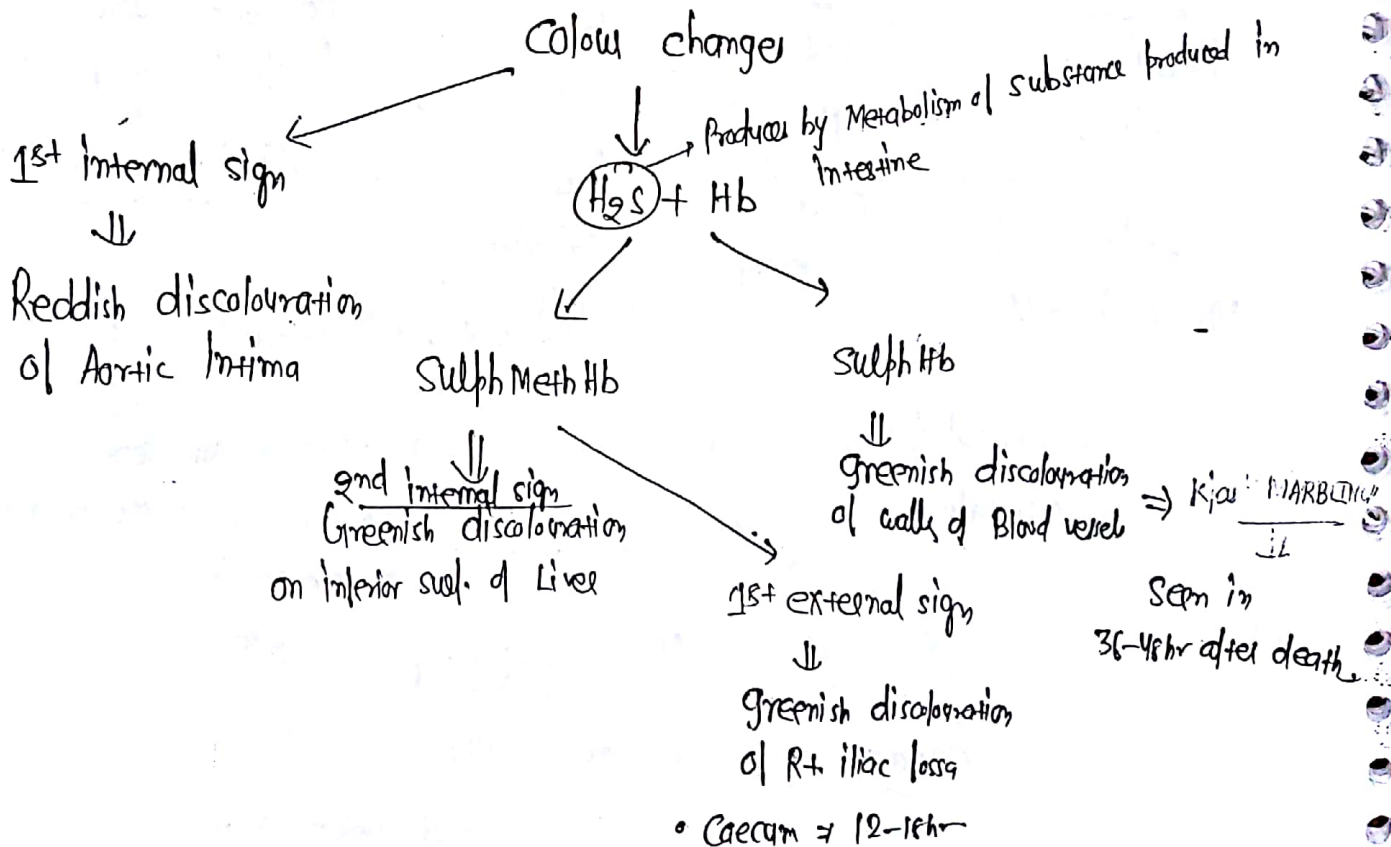 Colour changes
1st internal sign
Reddish discolouration
of Aortic Intima
Produces by Metabolism of substance produced in
Intestine
H2S + Hb
Sulph Meth Hb
2nd internal sign
Greenish discolouration
on inferior surf. of Liver
1st external sign
greenish discolouration
of Rt. iliac fossa
• Caecum ⇒ 12-18hr
Sulph Hb
greenish discolouration
of walls of Blood vessel
⇒ "MARBLING"
Seen in
36-48hr after death